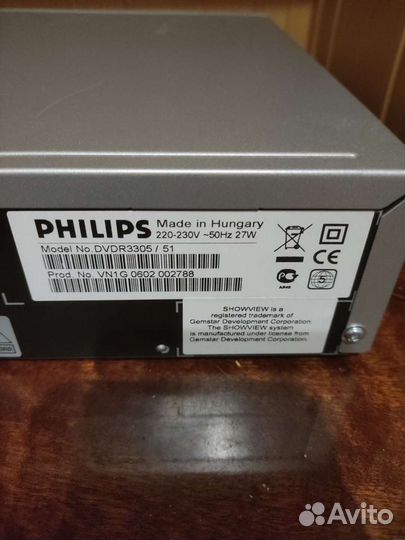 PHILIPS Made in Hungary
220-230V ~50Hz 27W
Model No.DVDR3305 / 51
Prod. No. VN1G 0602 002788
CE
SHOWVIEW is a
registered trademark of
Gemstar Development Corporation.
The SHOWVIEW system
is manufactured under license from
Gemstar Development Corporation.
Avito